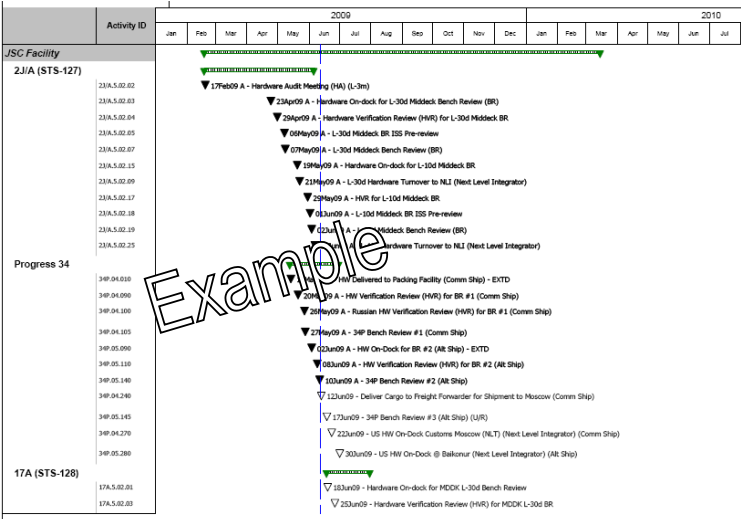 2009 2010
Activity ID
Jan Feb Mar Apr May Jun Jul Aug Sep Oct Nov Dec Jan Feb Mar Apr May Jun Jul
JSC Facility
2J/A (STS-127)
2J/A.5.02.02 17Feb09 A - Hardware Audit Meeting (HA) (L-3m)
2J/A.5.02.03 23Apr09 A - Hardware On-dock for L-30d Middeck Bench Review (BR)
2J/A.5.02.04 29Apr09 A - Hardware Verification Review (HVR) for L-30d Middeck BR
2J/A.5.02.05 06May09 A - L-30d Middeck BR ISS Pre-review
2J/A.5.02.07 07May09 A - L-30d Middeck Bench Review (BR)
2J/A.5.02.15 19May09 A - Hardware On-dock for L-10d Middeck BR
2J/A.5.02.09 21May09 A - L-30d Hardware Turnover to NLI (Next Level Integrator)
2J/A.5.02.17 29May09 A - HVR for L-10d Middeck BR
2J/A.5.02.18 01Jun09 A - L-10d Middeck BR ISS Pre-review
2J/A.5.02.19 02Jun09 A - Middeck Bench Review (BR)
2J/A.5.02.25 Hardware Turnover to NLI (Next Level Integrator)
Example
Progress 34
34P.04.010 HW Delivered to Packing Facility (Comm Ship) - EXTD
34P.04.090 20May09 A - HW Verification Review (HVR) for BR #1 (Comm Ship)
34P.04.100 26May09 A - Russian HW Verification Review (HVR) for BR #1 (Comm Ship)
34P.04.105 27May09 A - 34P Bench Review #1 (Comm Ship)
34P.05.090 02Jun09 A - HW On-Dock for BR #2 (Alt Ship) - EXTD
34P.05.110 08Jun09 A - HW Verification Review (HVR) for BR #2 (Alt Ship)
34P.05.140 10Jun09 A - 34P Bench Review #2 (Alt Ship)
34P.04.240 12Jun09 - Deliver Cargo to Freight Forwarder for Shipment to Moscow (Comm Ship)
34P.05.145 17Jun09 - 34P Bench Review #3 (Alt Ship) (U/R)
34P.04.270 22Jun09 - US HW On-Dock Customs Moscow (NLT) (Next Level Integrator) (Comm Ship)
34P.05.280 30Jun09 - US HW On-Dock @ Baikonur (Next Level Integrator) (Alt Ship)
17A (STS-128)
17A.5.02.01 18Jun09 - Hardware On-dock for MDDK L-30d Bench Review
17A.5.02.03 25Jun09 - Hardware Verification Review (HVR) for MDDK L-30d BR